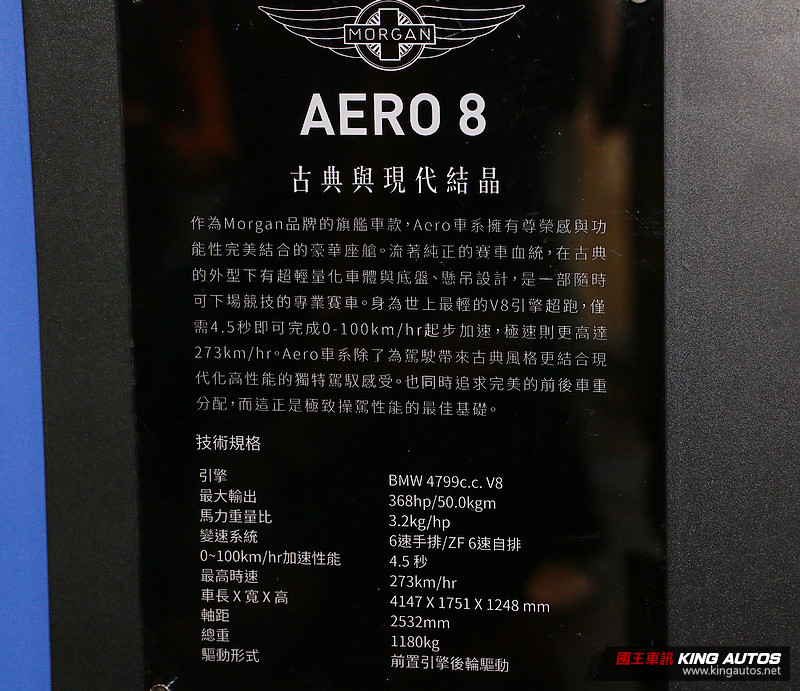 MORGAN
AERO 8
古典與現代結晶
作為Morgan品牌的旗艦車款，Aero車系擁有尊榮感與功
能性完美結合的豪華座艙。流著純正的賽車血統，在古典
的外型下有超輕量化車體與底盤、懸吊設計，是一部隨時
可下場競技的專業賽車。身為世上最輕的V8引擎超跑，僅
需4.5秒即可完成0-100km/hr起步加速，極速則更高達
273km/hr。Aero車系除了為駕駛帶來古典風格更結合現
代化高性能的獨特駕馭感受。也同時追求完美的前後車重
分配，而這正是極致操駕性能的最佳基礎。
技術規格
引擎 BMW 4799c.c. V8
最大輸出 368hp/50.0kgm
馬力重量比 3.2kg/hp
變速系統 6速手排/ZF 6速自排
0~100km/hr加速性能 4.5 秒
最高時速 273km/hr
車長 X 寬 X 高 4147 X 1751 X 1248 mm
軸距 2532mm
總重 1180kg
驅動形式 前置引擎後輪驅動
國王車訊 KING AUTOS
www.kingautos.net